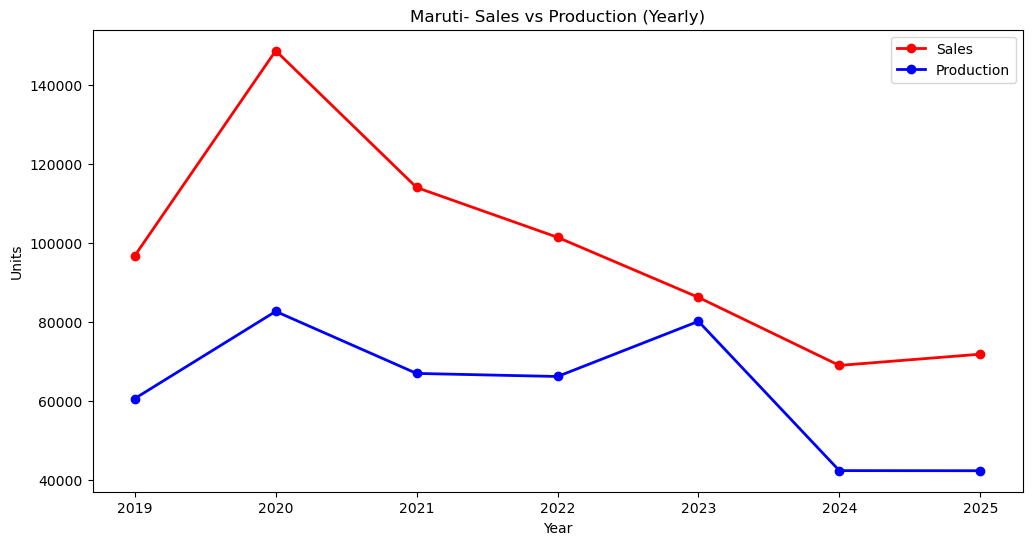 Maruti- Sales vs Production (Yearly)
Sales
Production
140000
120000
100000
80000
60000
40000
Units
2019 2020 2021 2022 2023 2024 2025
Year